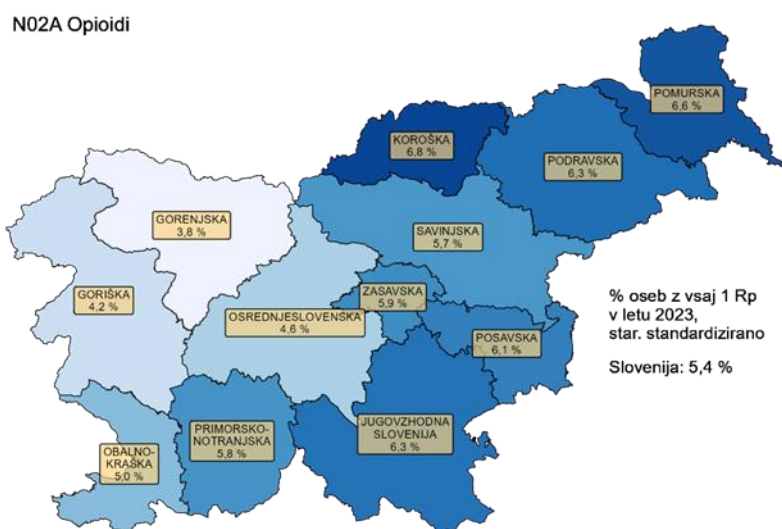 N02A Opioidi
POMURSKA
6,6 %
KOROŠKA
6,8 %
PODRAVSKA
6,3 %
GORENJSKA
3,8 %
SAVINJSKA
5,7 %
GORIŠKA
4,2 %
ZASAVSKA
5,9 %
OSREDNJESLOVENSKA
4,6 %
POSAVSKA
6,1 %
% oseb z vsaj 1 Rp
v letu 2023,
star. standardizirano
Slovenija: 5,4 %
PRIMORSKO-
NOTRANJSKA
5,8 %
JUGOVZHODNA
SLOVENIJA
6,3 %
OBALNO-
KRAŠKA
5,0 %